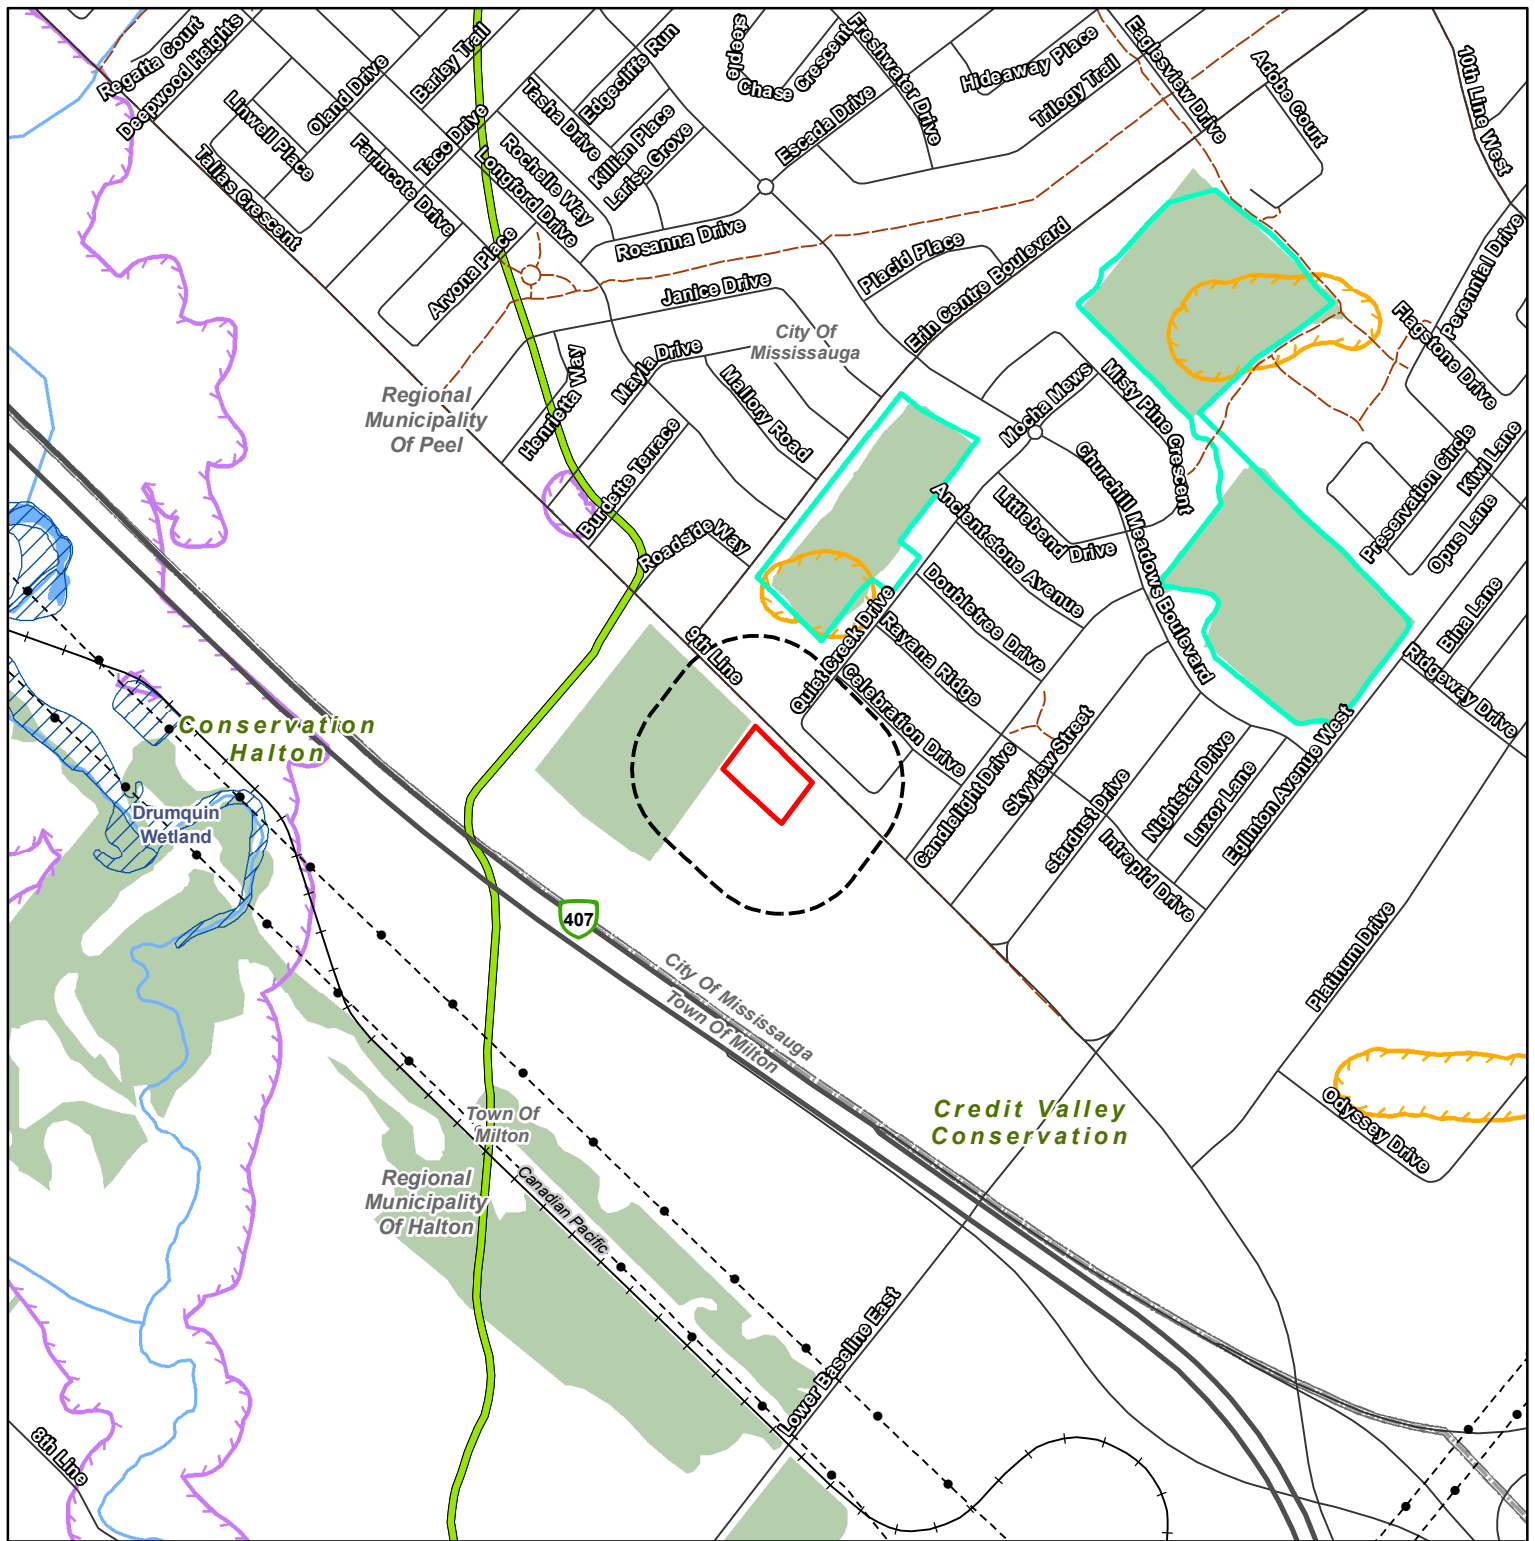 Regatta Court
Deepwood Heights
Oland Drive
Barley Trail
Linwell Place
Talias Crescent
Farmcote Drive
Tacc Drive
Tasha Drive
Edgecliffe Run
Killian Place
Larisa Grove
Rochelle Way
Longford Drive
Arvona Place
Rosanna Drive
Janice Drive
Steeple
Chase
Crescent
Freshwater Drive
Escada Drive
Hideaway Place
Trilogy Trail
Eaglesview Drive
Adobe Court
10th Line West
Perennial Drive
Flagstone Drive
Placid Place
Erin Centre Boulevard
City Of
Mississauga
Regional
Municipality
Of Peel
Henrietta Way
Mayla Drive
Mallory Road
Burdette Terrace
Roadside Way
Mocha Mews
Misty Pine Crescent
Churchill Meadows Boulevard
Littlebend Drive
Ancientstone Avenue
Doubletree Drive
Rayana Ridge
Quiet Creek Drive
Celebration Drive
9th Line
Preservation Circle
Kiwi Lane
Opus Lane
Bina Lane
Ridgeway Drive
Candlelight Drive
Skyview Street
stardust Drive
Nightstar Drive
Luxor Lane
Eglinton Avenue West
Intrepid Drive
Platinum Drive
Odyssey Drive
Conservation
Halton
Drumquin
Wetland
407
City Of Mississauga
Town Of Milton
Credit Valley
Conservation
Town Of
Milton
Regional
Municipality
Of Halton
Canadian Pacific
Lower Baseline East
8th Line